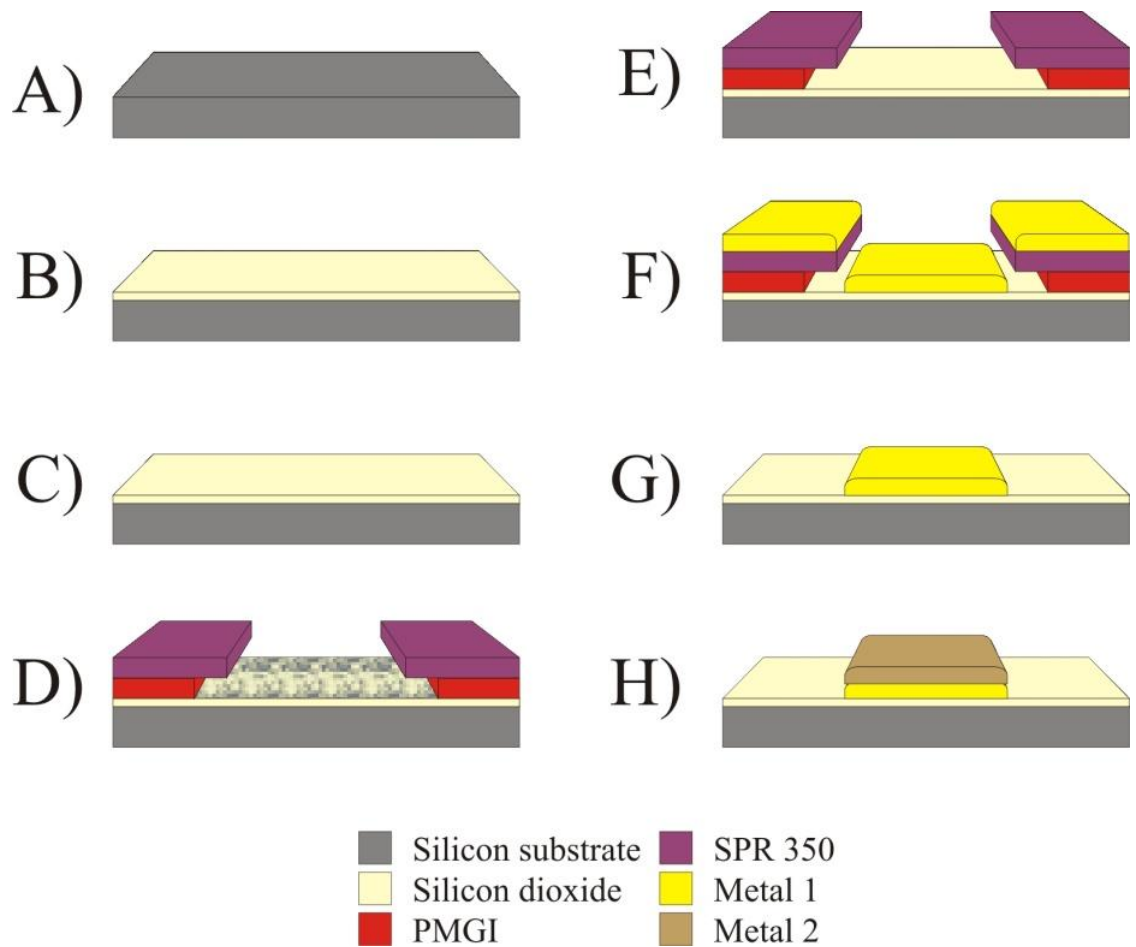 A)
B)
C)
D)
E)
F)
G)
H)
Silicon substrate
Silicon dioxide
PMGI
SPR 350
Metal 1
Metal 2